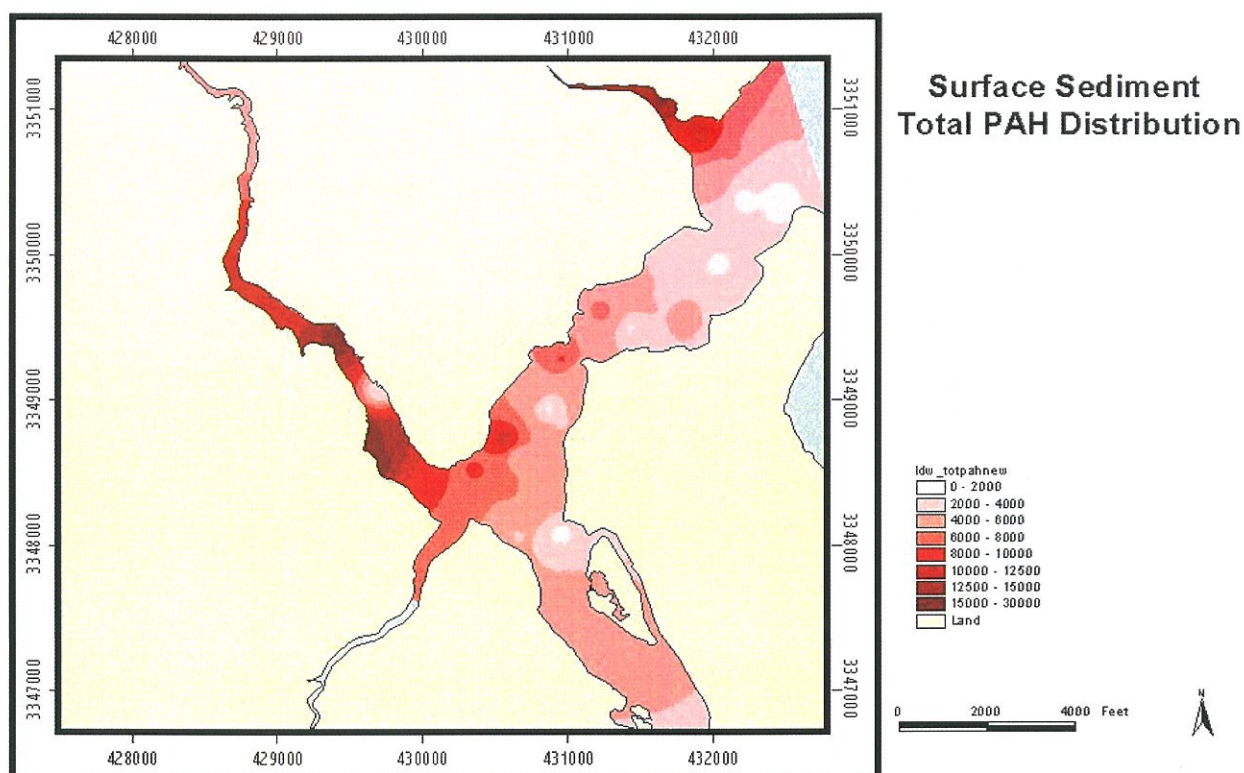 428000 429000 430000 431000 432000
Surface Sediment
Total PAH Distribution
3351000 3351000
3350000 3350000
3349000 3349000
3348000 3348000
3347000 3347000
ldw_totpahnew
0 - 2000
2000 - 4000
4000 - 6000
6000 - 8000
8000 - 10000
10000 - 12500
12500 - 15000
15000 - 30000
Land
0 2000 4000 Feet
N
428000 429000 430000 431000 432000